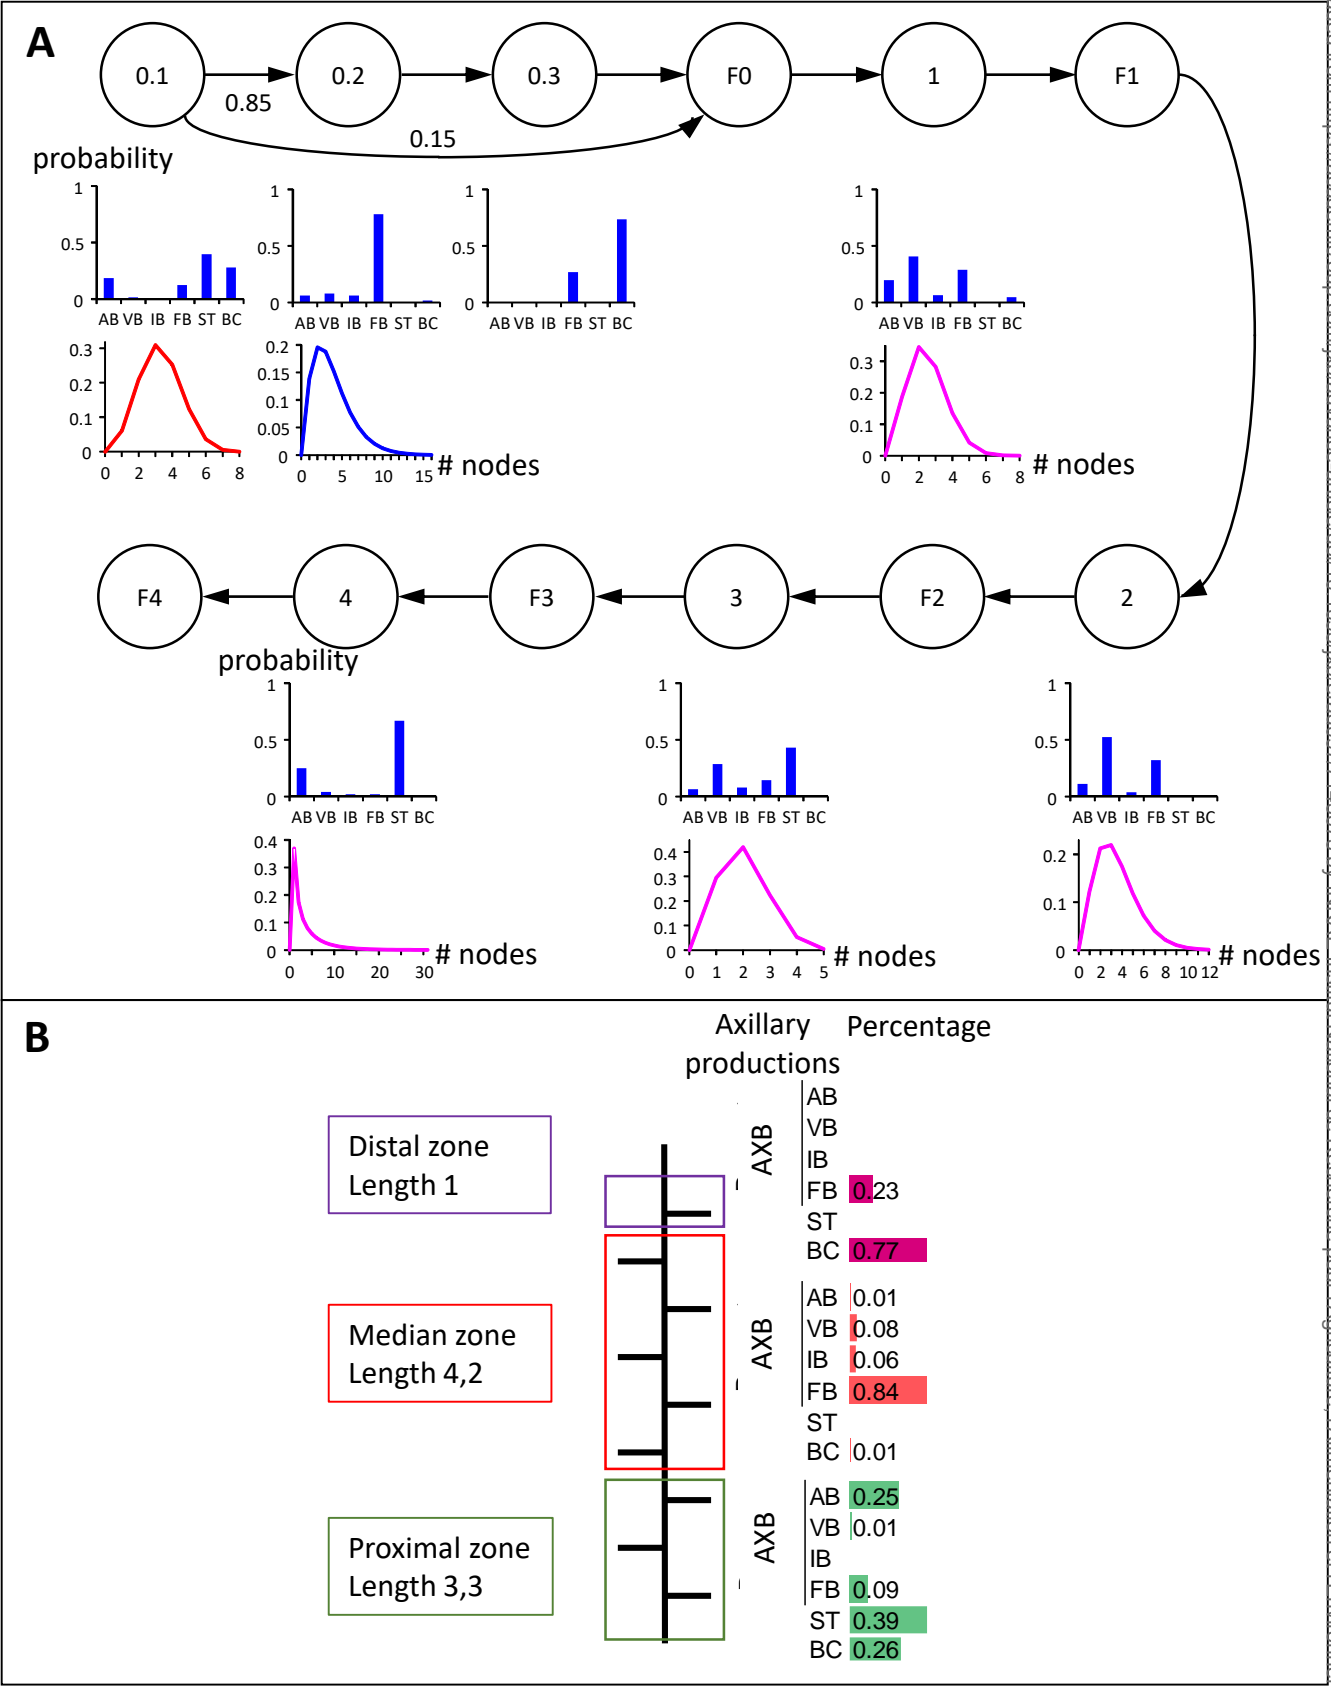 A
0.1
0.2
0.3
F0
1
F1
0.85
0.15
probability
1
0.5
0
AB VB IB FB ST BC
1
0.5
0
AB VB IB FB ST BC
1
0.5
0
AB VB IB FB ST BC
1
0.5
0
AB VB IB FB ST BC
0.3
0.2
0.1
0
0 2 4 6 8
0.2
0.15
0.1
0.05
0
0 5 10 15
# nodes
0.3
0.2
0.1
0
0 2 4 6 8
# nodes
F4
4
F3
3
F2
2
probability
1
0.5
0
AB VB IB FB ST BC
1
0.5
0
AB VB IB FB ST BC
1
0.5
0
AB VB IB FB ST BC
0.4
0.3
0.2
0.1
0
0 10 20 30
# nodes
0.4
0.3
0.2
0.1
0
0 1 2 3 4 5
# nodes
0.2
0.1
0
0 2 4 6 8 10 12
# nodes
B
Axillary productions
Percentage
Distal zone
Length 1
AXB
AB
VB
IB
FB 0.23
ST
BC 0.77
Median zone
Length 4,2
AXB
AB 0.01
VB 0.08
IB 0.06
FB 0.84
ST
BC 0.01
Proximal zone
Length 3,3
AXB
AB 0.25
VB 0.01
IB
FB 0.09
ST 0.39
BC 0.26